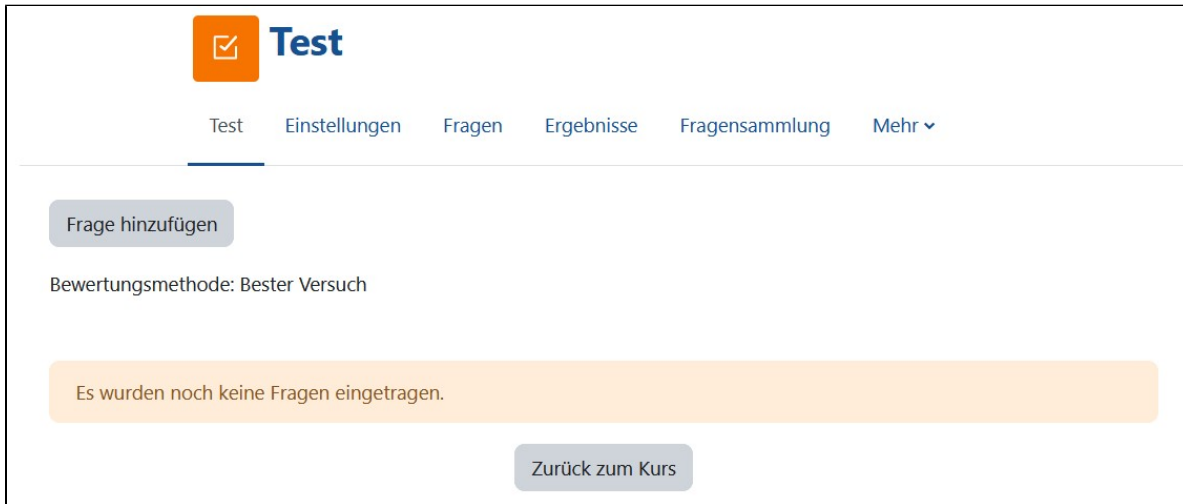 Test
Test Einstellungen Fragen Ergebnisse Fragensammlung Mehr
Frage hinzufügen
Bewertungsmethode: Bester Versuch
Es wurden noch keine Fragen eingetragen.
Zurück zum Kurs